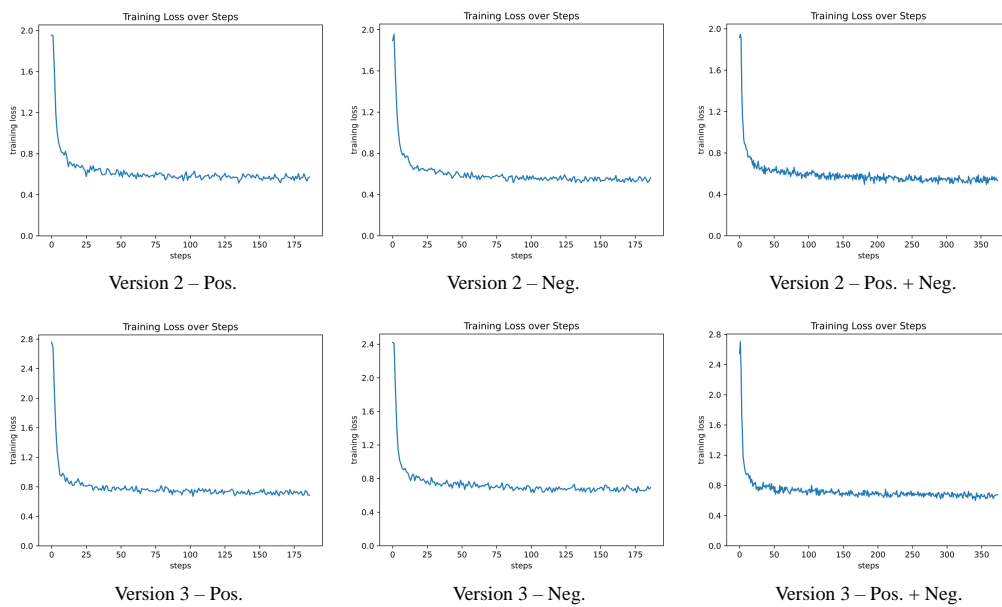 Training Loss over Steps
2.0
1.6
1.2
0.8
0.4
0.0
training loss
0 25 50 75 100 125 150 175
steps
Version 2 – Pos.
Training Loss over Steps
2.0
1.6
1.2
0.8
0.4
0.0
training loss
0 25 50 75 100 125 150 175
steps
Version 2 – Neg.
Training Loss over Steps
2.0
1.6
1.2
0.8
0.4
0.0
training loss
0 50 100 150 200 250 300 350
steps
Version 2 – Pos. + Neg.
Training Loss over Steps
2.8
2.4
2.0
1.6
1.2
0.8
0.4
0.0
training loss
0 25 50 75 100 125 150 175
steps
Version 3 – Pos.
Training Loss over Steps
2.4
2.0
1.6
1.2
0.8
0.4
0.0
training loss
0 25 50 75 100 125 150 175
steps
Version 3 – Neg.
Training Loss over Steps
2.8
2.4
2.0
1.6
1.2
0.8
0.4
0.0
training loss
0 50 100 150 200 250 300 350
steps
Version 3 – Pos. + Neg.